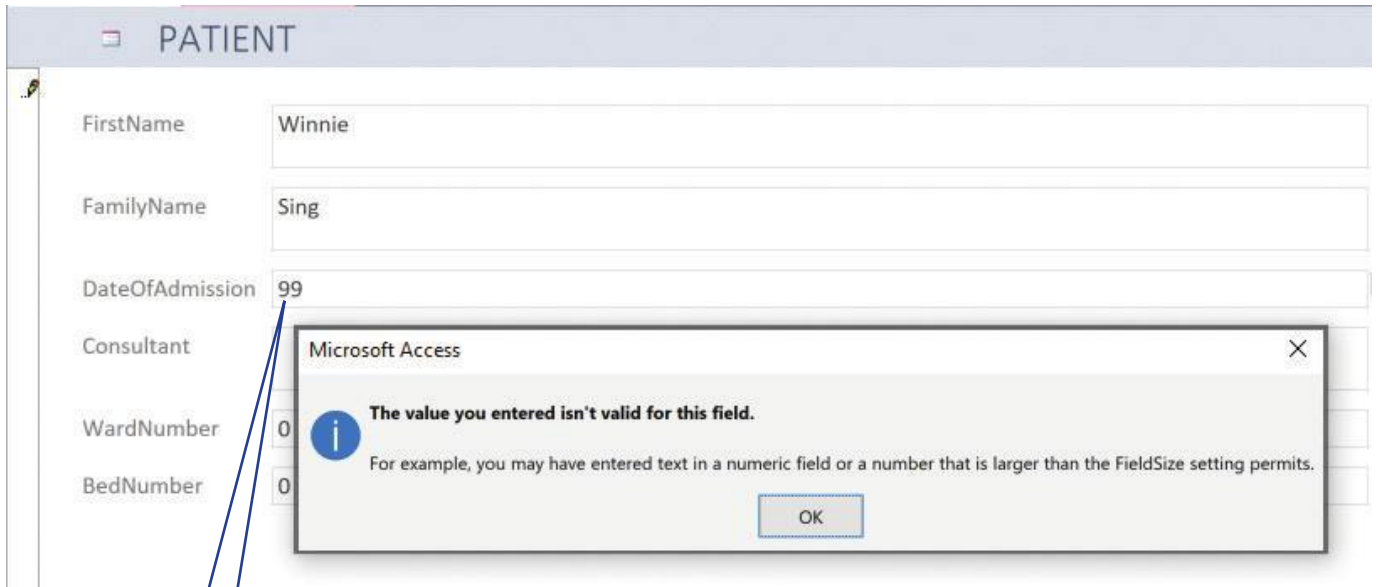 PATIENT
FirstName Winnie
FamilyName Sing
DateOfAdmission 99
Consultant
Microsoft Access
The value you entered isn't valid for this field.
For example, you may have entered text in a numeric field or a number that is larger than the FieldSize setting permits.
WardNumber 0
BedNumber 0
OK